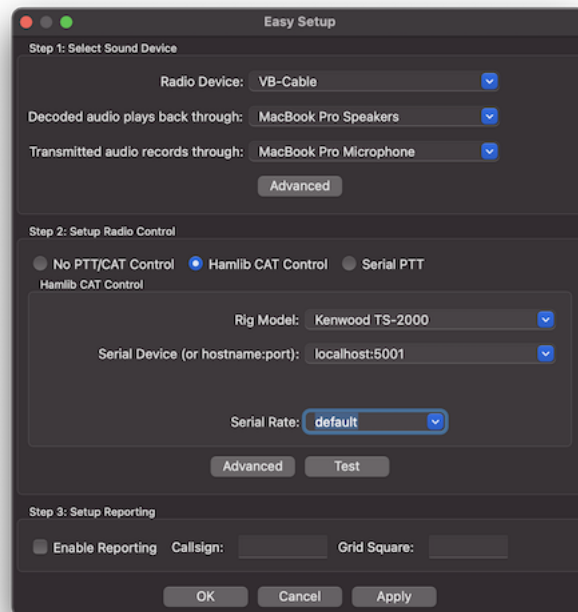 Easy Setup
Step 1: Select Sound Device
Radio Device: VB-Cable
Decoded audio plays back through: MacBook Pro Speakers
Transmitted audio records through: MacBook Pro Microphone
Advanced
Step 2: Setup Radio Control
No PTT/CAT Control Hamlib CAT Control Serial PTT
Hamlib CAT Control
Rig Model: Kenwood TS-2000
Serial Device (or hostname:port): localhost:5001
Serial Rate: default
Advanced Test
Step 3: Setup Reporting
Enable Reporting Callsign: Grid Square:
OK Cancel Apply